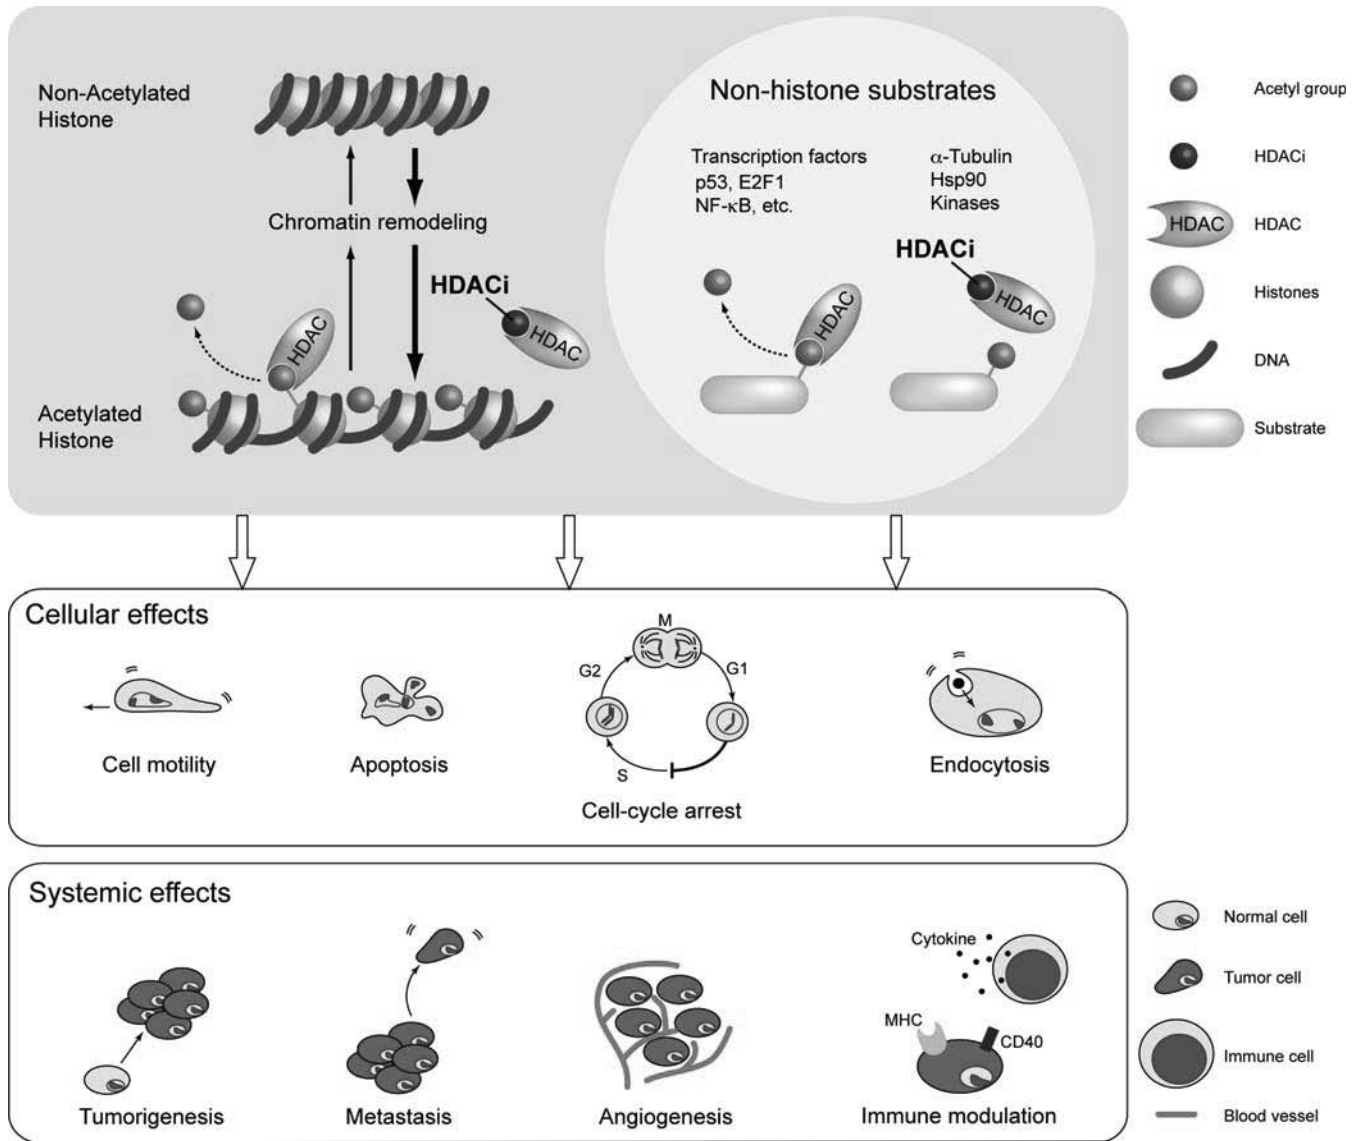 Non-Acetylated
Histone
Chromatin remodeling
HDACi
HDAC
HDAC
Acetylated
Histone
Non-histone substrates
Transcription factors
p53, E2F1
NF-κB, etc.
α-Tubulin
Hsp90
Kinases
HDACi
HDAC
HDAC
Acetyl group
HDACi
HDAC
HDAC
Histones
DNA
Substrate
Cellular effects
Cell motility
Apoptosis
M
G2
G1
S
Cell-cycle arrest
Endocytosis
Systemic effects
Tumorigenesis
Metastasis
Angiogenesis
Cytokine
MHC
CD40
Immune modulation
Normal cell
Tumor cell
Immune cell
Blood vessel